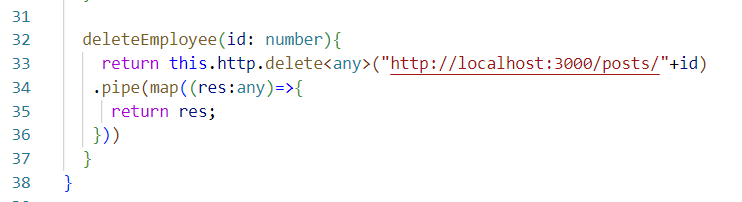 31
32 deleteEmployee(id: number){
33 return this.http.delete<any>("http://localhost:3000/posts/"+id)
34 .pipe(map((res:any)=>{
35 return res;
36 }))
37 }
38 }